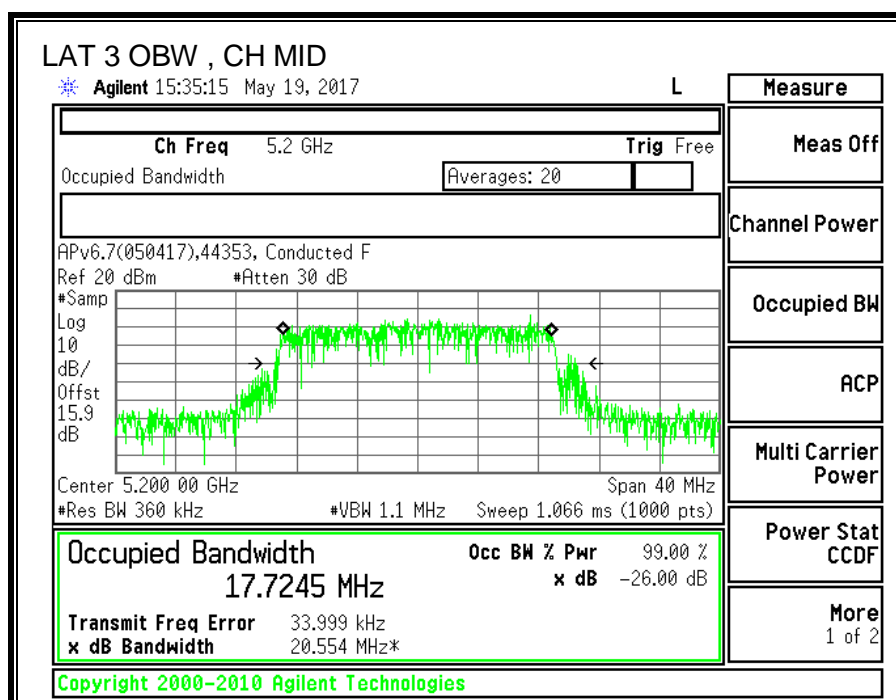 LAT 3 OBW , CH MID
Agilent 15:35:15 May 19, 2017 L
Measure
Ch Freq 5.2 GHz Trig Free
Meas Off
Occupied Bandwidth Averages: 20
Channel Power
APv6.7(050417),44353, Conducted F
Ref 20 dBm #Atten 30 dB
#Samp
Log
10
dB/
Offst
15.9
dB
Occupied BW
ACP
Multi Carrier
Power
Center 5.200 00 GHz Span 40 MHz
#Res BW 360 kHz #VBW 1.1 MHz Sweep 1.066 ms (1000 pts)
Power Stat
CCDF
Occupied Bandwidth Occ BW % Pwr 99.00 %
17.7245 MHz x dB -26.00 dB
Transmit Freq Error 33.999 kHz
x dB Bandwidth 20.554 MHz*
More
1 of 2
Copyright 2000-2010 Agilent Technologies